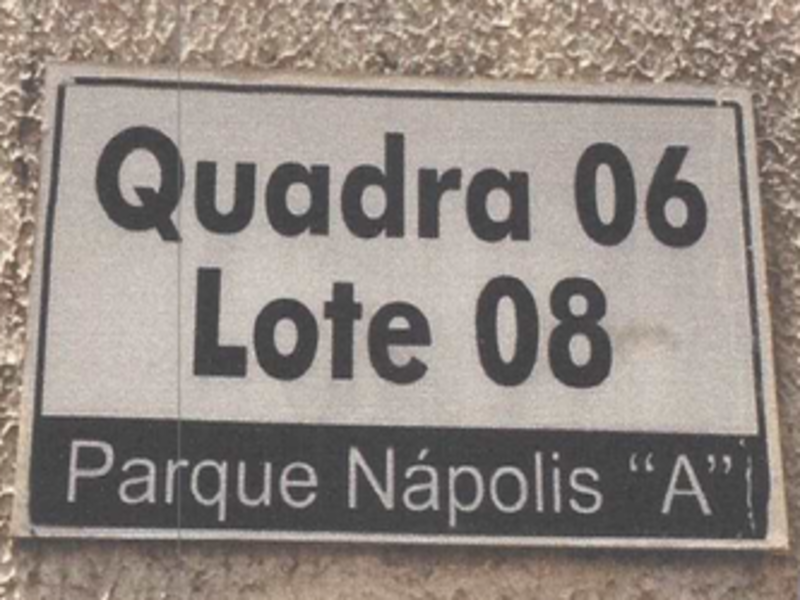 Quadra 06
Lote 08
Parque Nápolis “A”